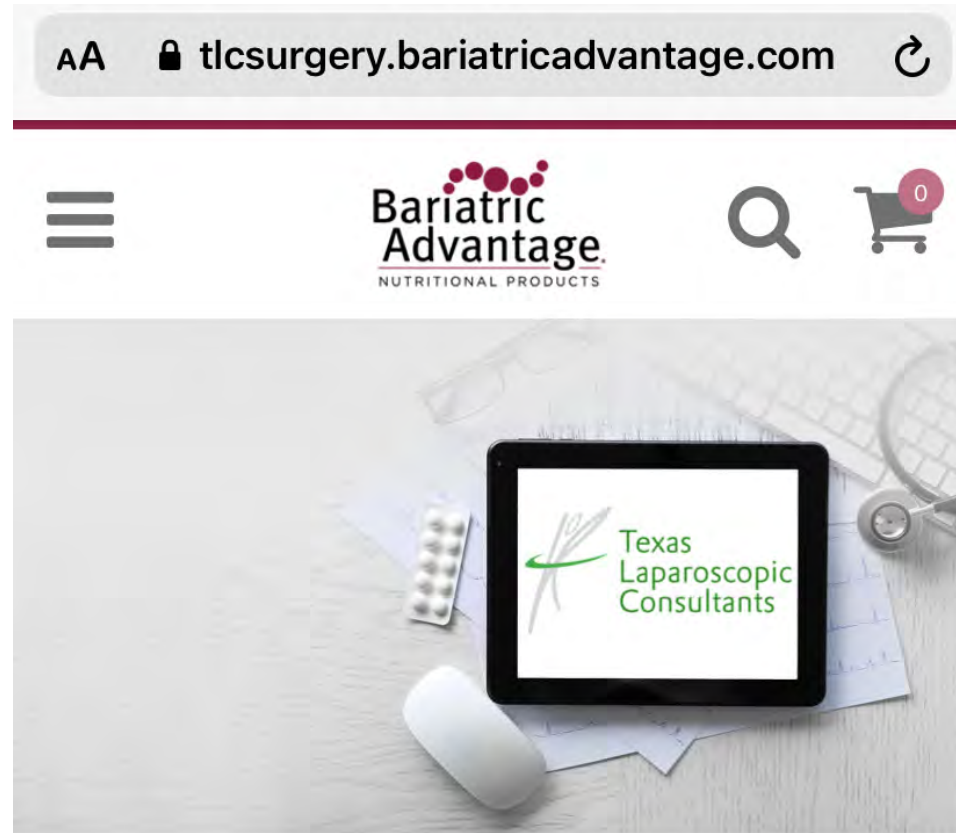 AA tlcsurgery.bariatricadvantage.com
0
Bariatric
Advantage.
NUTRITIONAL PRODUCTS
Texas
Laparoscopic
Consultants